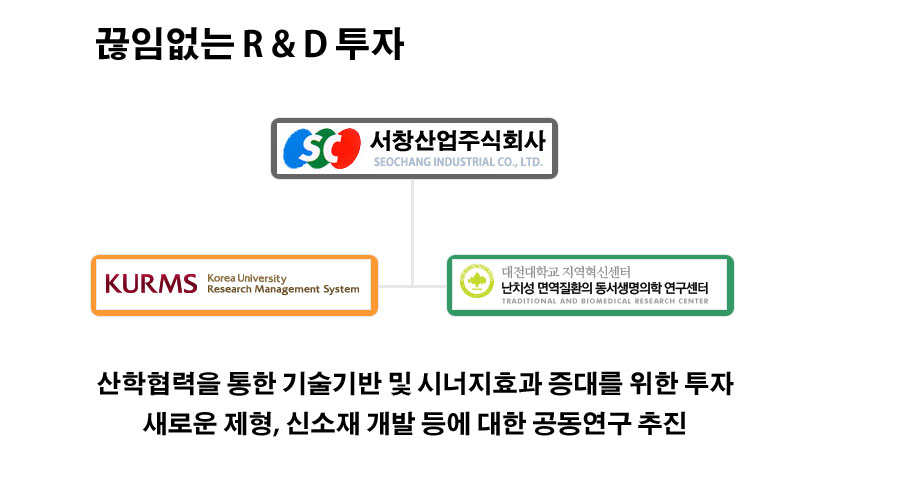 끊임없는 R & D 투자
SC 서창산업주식회사
SEOCHANG INDUSTRIAL CO., LTD.
KURMS Korea University
Research Management System
대전대학교 지역혁신센터
난치성 면역질환의 동서생명의학 연구센터
TRADITIONAL AND BIOMEDICAL RESEARCH CENTER
산학협력을 통한 기술기반 및 시너지효과 증대를 위한 투자
새로운 제형, 신소재 개발 등에 대한 공동연구 추진